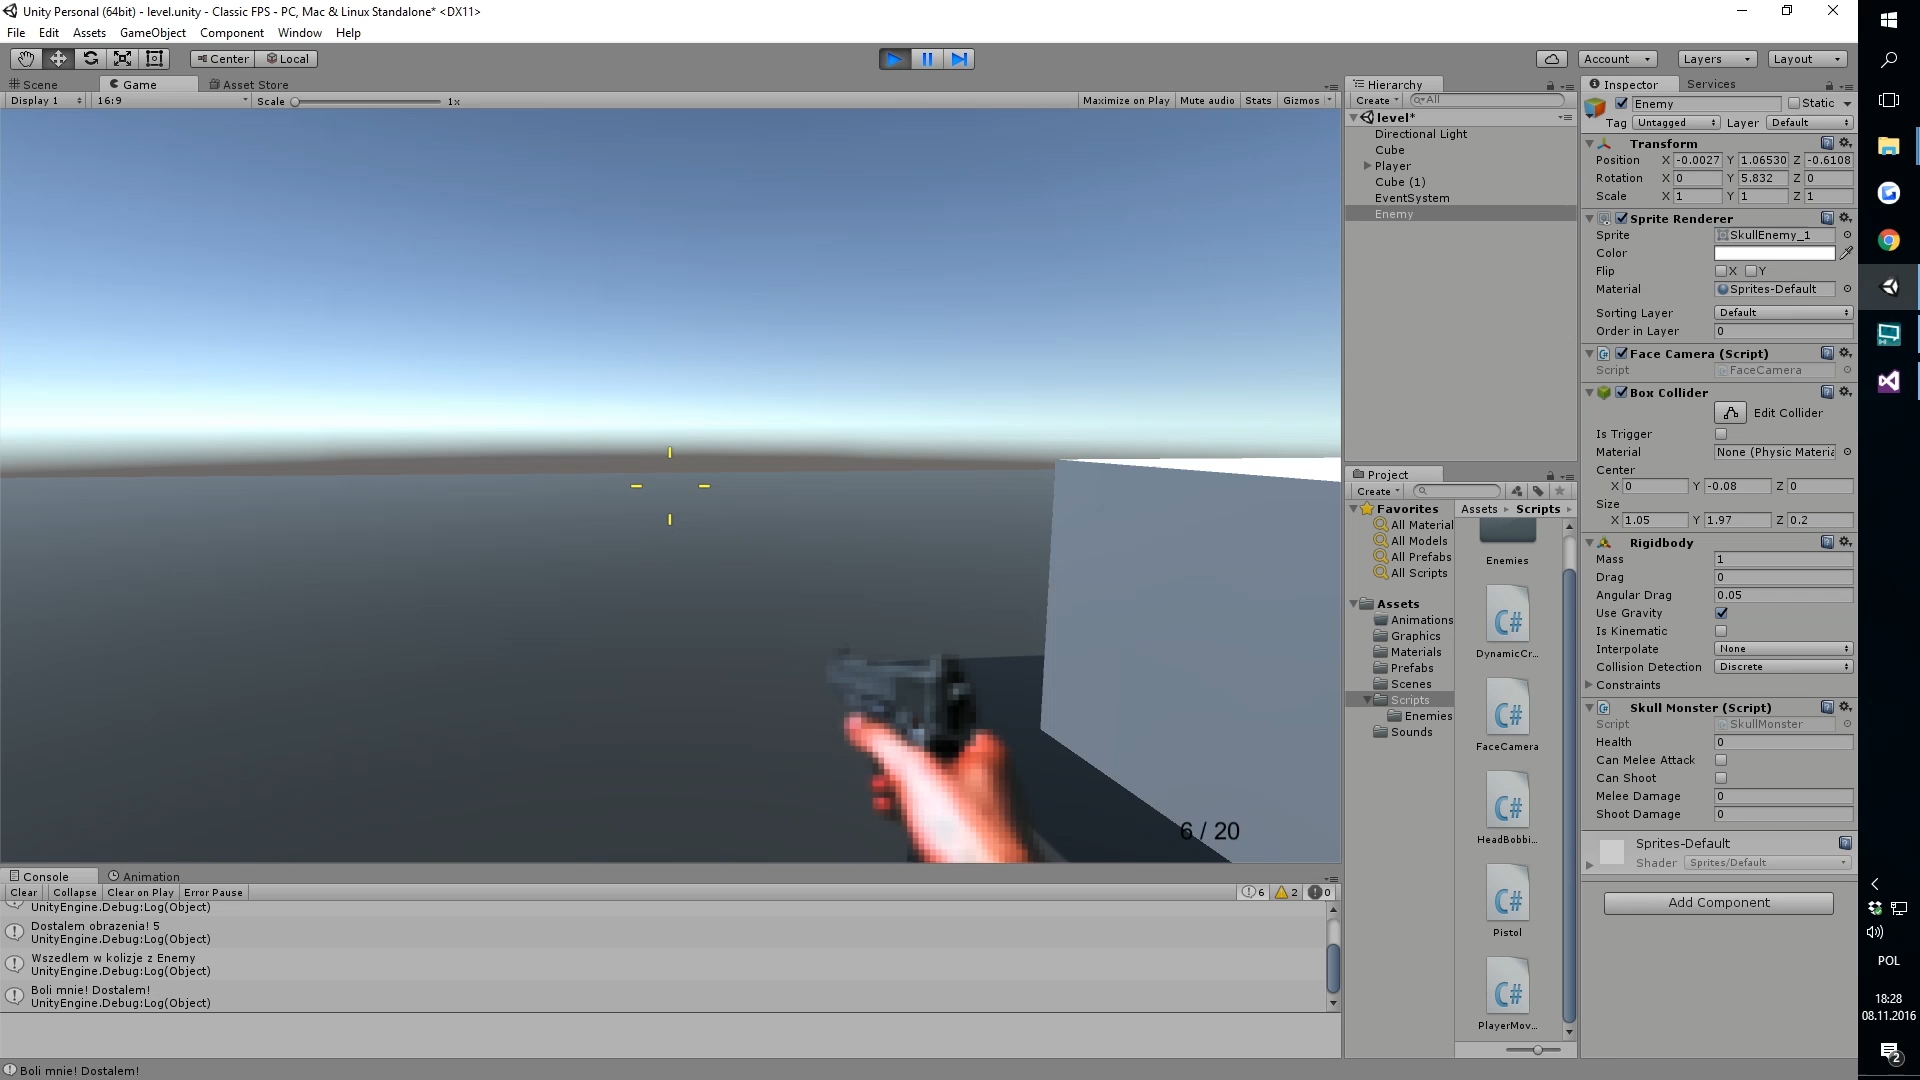 Unity Personal (64bit) - level.unity - Classic FPS - PC, Mac & Linux Standalone* <DX11>
File Edit Assets GameObject Component Window Help
Center Local
Account Layers Layout
Scene Game Asset Store
Display 1 16:9 Scale 1x Maximize on Play Mute audio Stats Gizmos
6 / 20
Hierarchy
Create All
level*
Directional Light
Cube
Player
Cube (1)
EventSystem
Enemy
Project
Create
Favorites
All Material
All Models
All Prefabs
All Scripts
Assets
Animations
Graphics
Materials
Prefabs
Scenes
Scripts
Enemies
Sounds
Assets Scripts
Enemies
DynamicCr...
FaceCamera
HeadBobbi...
Pistol
PlayerMov...
Inspector Services
Enemy Static
Tag Untagged Layer Default
Transform
Position X -0.0027 Y 1.06530 Z -0.6108
Rotation X 0 Y 5.832 Z 0
Scale X 1 Y 1 Z 1
Sprite Renderer
Sprite SkullEnemy_1
Color
Flip X Y
Material Sprites-Default
Sorting Layer Default
Order in Layer 0
Face Camera (Script)
Script FaceCamera
Box Collider
Edit Collider
Is Trigger
Material None (Physic Materia
Center
X 0 Y -0.08 Z 0
Size
X 1.05 Y 1.97 Z 0.2
Rigidbody
Mass 1
Drag 0
Angular Drag 0.05
Use Gravity
Is Kinematic
Interpolate None
Collision Detection Discrete
Constraints
Skull Monster (Script)
Script SkullMonster
Health 0
Can Melee Attack
Can Shoot
Melee Damage 0
Shoot Damage 0
Sprites-Default
Shader Sprites/Default
Add Component
Console Animation
Clear Collapse Clear on Play Error Pause 6 2 0
UnityEngine.Debug:Log(Object)
Dostalem obrazenia! 5
UnityEngine.Debug:Log(Object)
Wszedlem w kolizje z Enemy
UnityEngine.Debug:Log(Object)
Boli mnie! Dostalem!
UnityEngine.Debug:Log(Object)
Boli mnie! Dostalem!
POL
18:28
08.11.2016
2